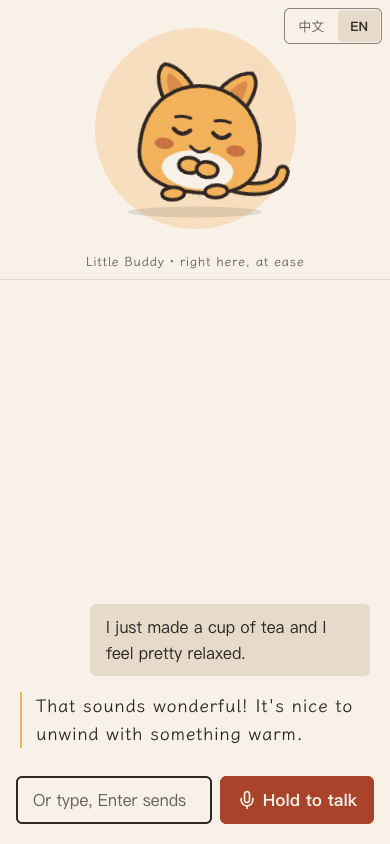 中文 EN
Little Buddy • right here, at ease
I just made a cup of tea and I
feel pretty relaxed.
That sounds wonderful! It's nice to
unwind with something warm.
Or type, Enter sends
Hold to talk